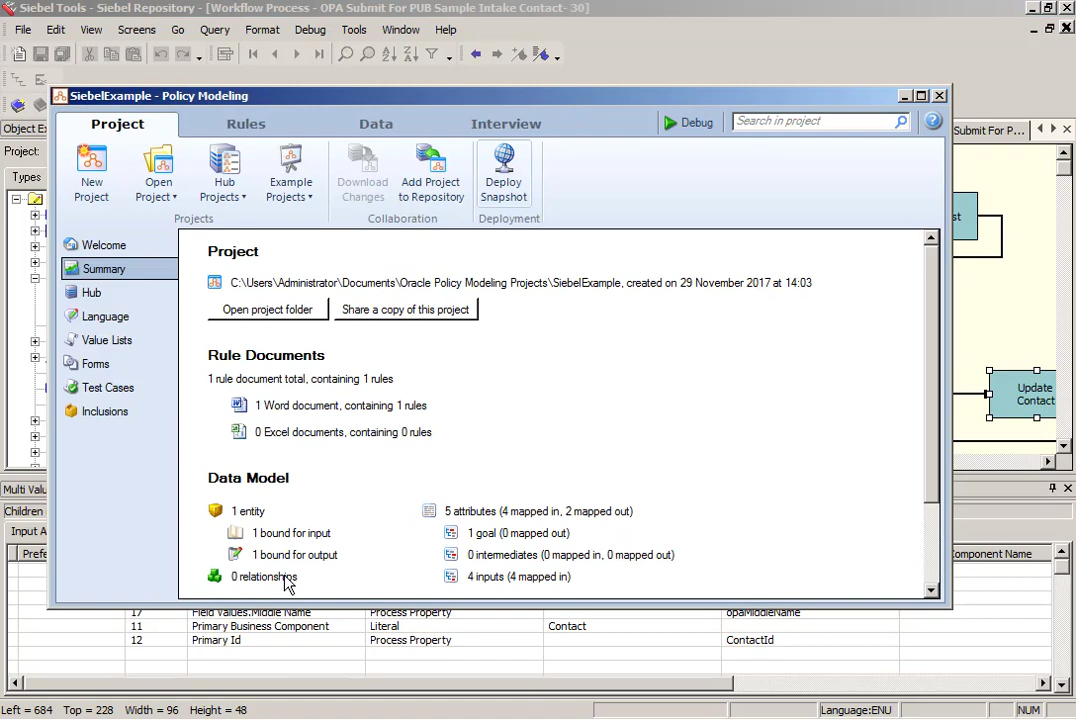 Siebel Tools - Siebel Repository - [Workflow Process - OPA Submit For PUB Sample Intake Contact- 30]
File Edit View Screens Go Query Format Debug Tools Window Help
SiebelExample - Policy Modeling
Object Ex
Project:
Types
Submit For P...
Project Rules Data Interview Debug Search in project
New Project
Open Project
Hub Projects
Example Projects
Download Changes
Add Project to Repository
Deploy Snapshot
Projects Collaboration Deployment
Welcome
Summary
Hub
Language
Value Lists
Forms
Test Cases
Inclusions
Project
C:\Users\Administrator\Documents\Oracle Policy Modeling Projects\SiebelExample, created on 29 November 2017 at 14:03
Open project folder Share a copy of this project
Rule Documents
1 rule document total, containing 1 rules
1 Word document, containing 1 rules
0 Excel documents, containing 0 rules
Data Model
1 entity 5 attributes (4 mapped in, 2 mapped out)
1 bound for input 1 goal (0 mapped out)
1 bound for output 0 intermediates (0 mapped in, 0 mapped out)
0 relationships 4 inputs (4 mapped in)
st
Update
Contact
Multi Valu
Children
Input A
Prefe
omponent Name
17 Field Values.Middle Name Process Property opaMiddleName
11 Primary Business Component Literal Contact
12 Primary Id Process Property ContactId
Left = 684 Top = 228 Width = 96 Height = 48 Language:ENU NUM